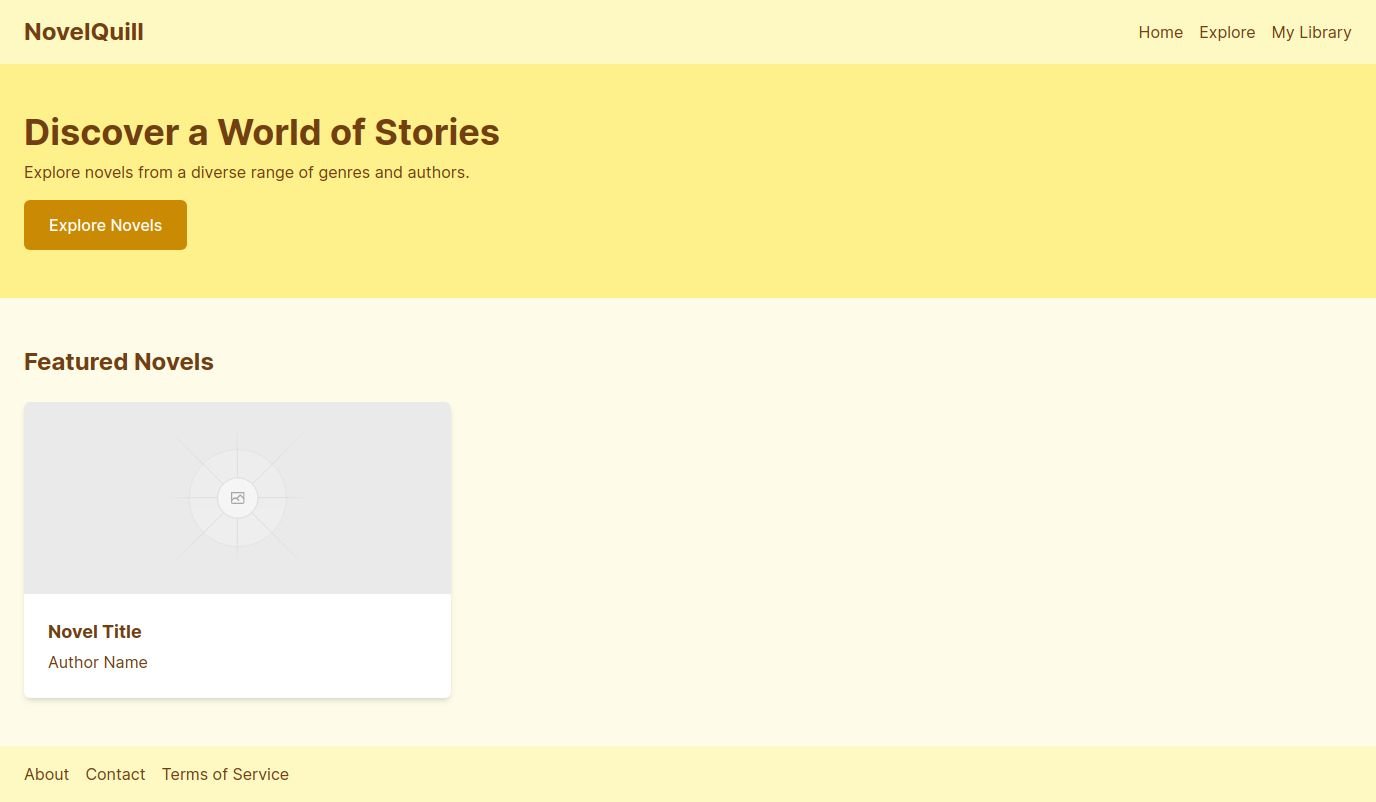 NovelQuill
Home Explore My Library
Discover a World of Stories
Explore novels from a diverse range of genres and authors.
Explore Novels
Featured Novels
Novel Title
Author Name
About Contact Terms of Service